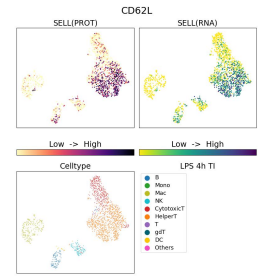 CD62L
SELL(PROT) SELL(RNA)
Low -> High Low -> High
Celltype LPS 4h TI
B
Mono
Mac
NK
CytotoxicT
HelperT
T
gdT
DC
Others